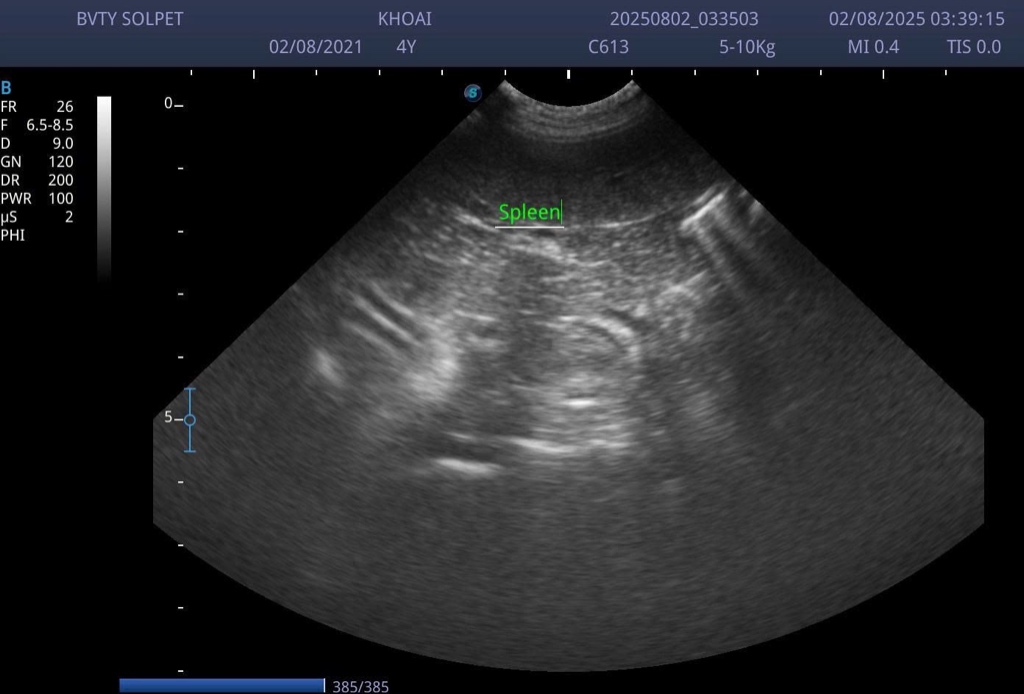 BVTY SOLPET KHOAI 20250802_033503 02/08/2025 03:39:15
02/08/2021 4Y C613 5-10Kg MI 0.4 TIS 0.0
B
FR 26
F 6.5-8.5
D 9.0
GN 120
DR 200
PWR 100
µS 2
PHI
S
0
Spleen
5
385/385